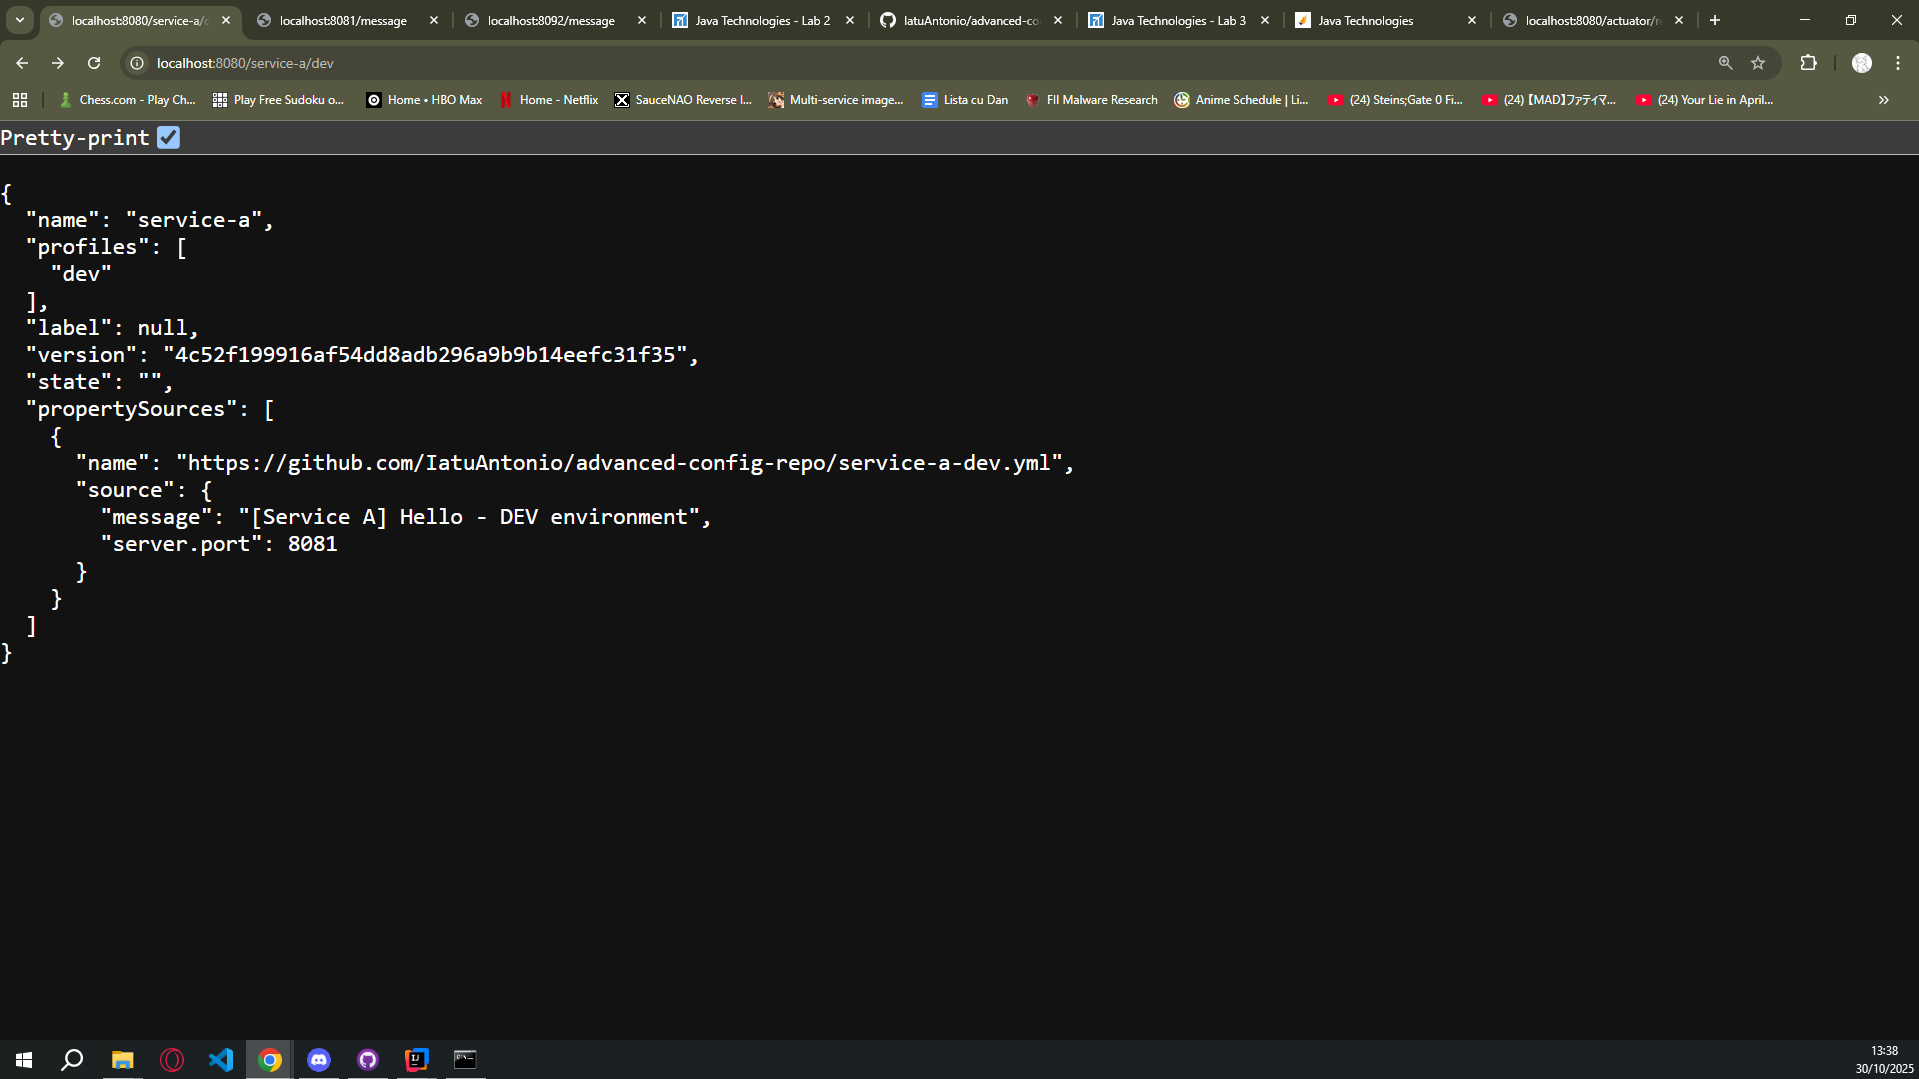 localhost:8080/service-a/d
localhost:8081/message
localhost:8092/message
Java Technologies - Lab 2
IatuAntonio/advanced-co
Java Technologies - Lab 3
Java Technologies
localhost:8080/actuator/r
localhost:8080/service-a/dev
Chess.com - Play Ch...
Play Free Sudoku o...
Home • HBO Max
Home - Netflix
SauceNAO Reverse I...
Multi-service image...
Lista cu Dan
FII Malware Research
Anime Schedule | Li...
(24) Steins;Gate 0 Fi...
(24) 【MAD】ファテイマ...
(24) Your Lie in April...
Pretty-print
{
  "name": "service-a",
  "profiles": [
    "dev"
  ],
  "label": null,
  "version": "4c52f199916af54dd8adb296a9b9b14eefc31f35",
  "state": "",
  "propertySources": [
    {
      "name": "https://github.com/IatuAntonio/advanced-config-repo/service-a-dev.yml",
      "source": {
        "message": "[Service A] Hello - DEV environment",
        "server.port": 8081
      }
    }
  ]
}
13:38
30/10/2025